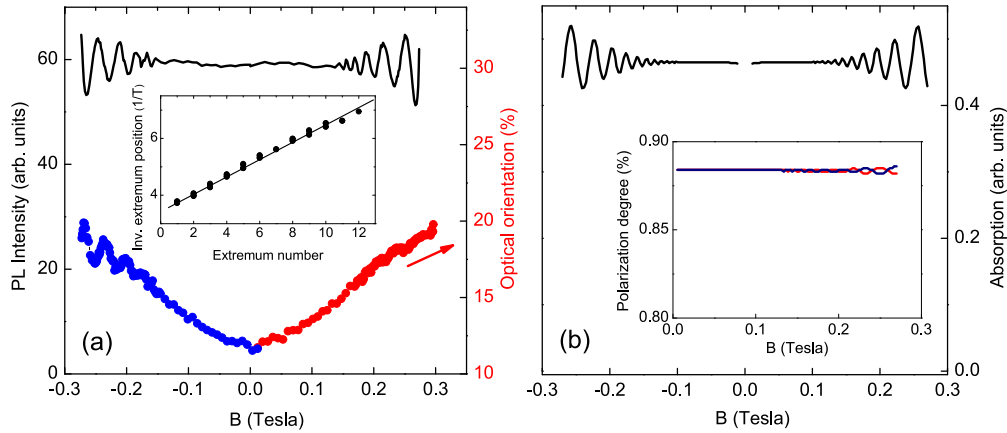 (a)
PL Intensity (arb. units)
60
40
20
0
-0.3 -0.2 -0.1 0.0 0.1 0.2 0.3
B (Tesla)
30
25
20
15
10
Optical orientation (%)
Inv. extremum position (1/T)
6
4
0 2 4 6 8 10 12
Extremum number
(b)
Absorption (arb. units)
0.4
0.2
0.0
-0.3 -0.2 -0.1 0.0 0.1 0.2 0.3
B (Tesla)
Polarization degree (%)
0.90
0.85
0.80
0.0 0.1 0.2 0.3
B (Tesla)